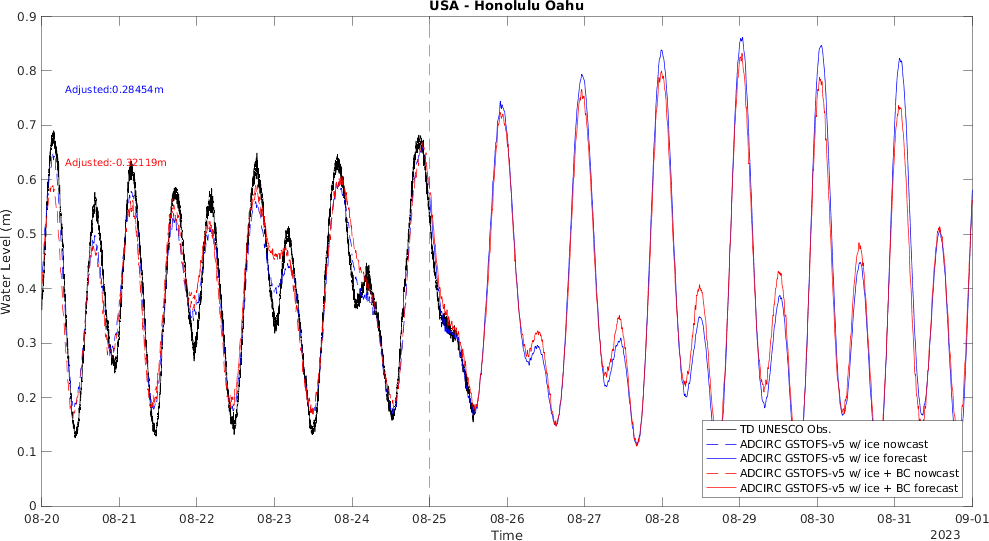 USA - Honolulu Oahu
0.9
0.8
0.7
0.6
0.5
0.4
0.3
0.2
0.1
0
Water Level (m)
Adjusted:0.28454m
Adjusted:-0.32119m
TD UNESCO Obs.
ADCIRC GSTOFS-v5 w/ ice nowcast
ADCIRC GSTOFS-v5 w/ ice forecast
ADCIRC GSTOFS-v5 w/ ice + BC nowcast
ADCIRC GSTOFS-v5 w/ ice + BC forecast
08-20 08-21 08-22 08-23 08-24 08-25 08-26 08-27 08-28 08-29 08-30 08-31 09-01
Time
2023